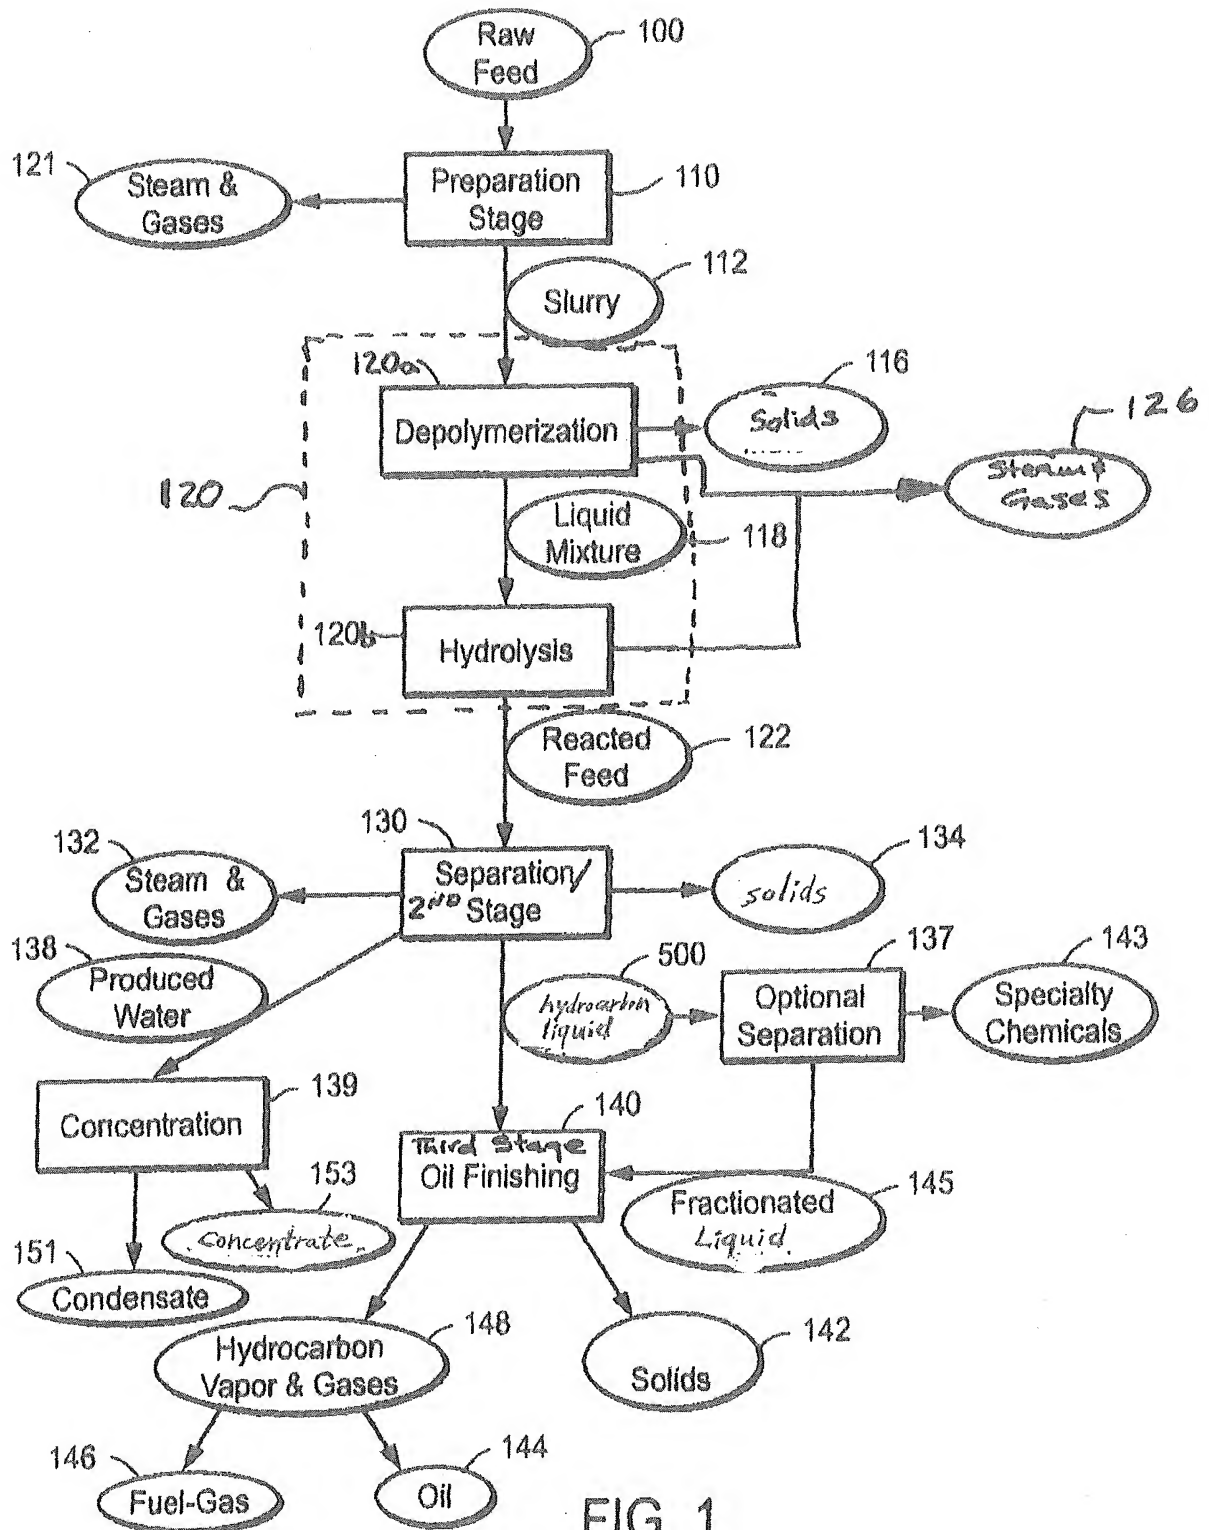 Raw
Feed
100
121
Steam &
Gases
Preparation
Stage
110
112
Slurry
120a
Depolymerization
116
Solids
126
Steam &
Gases
120
Liquid
Mixture
118
120b
Hydrolysis
Reacted
Feed
122
130
132
Steam &
Gases
Separation/
2ND Stage
134
solids
138
Produced
Water
500
hydrocarbon
liquid
137
Optional
Separation
143
Specialty
Chemicals
139
Concentration
140
Third Stage
Oil Finishing
153
Concentrate
145
Fractionated
Liquid
151
Condensate
148
Hydrocarbon
Vapor & Gases
142
Solids
146
Fuel-Gas
144
Oil
FIG. 1